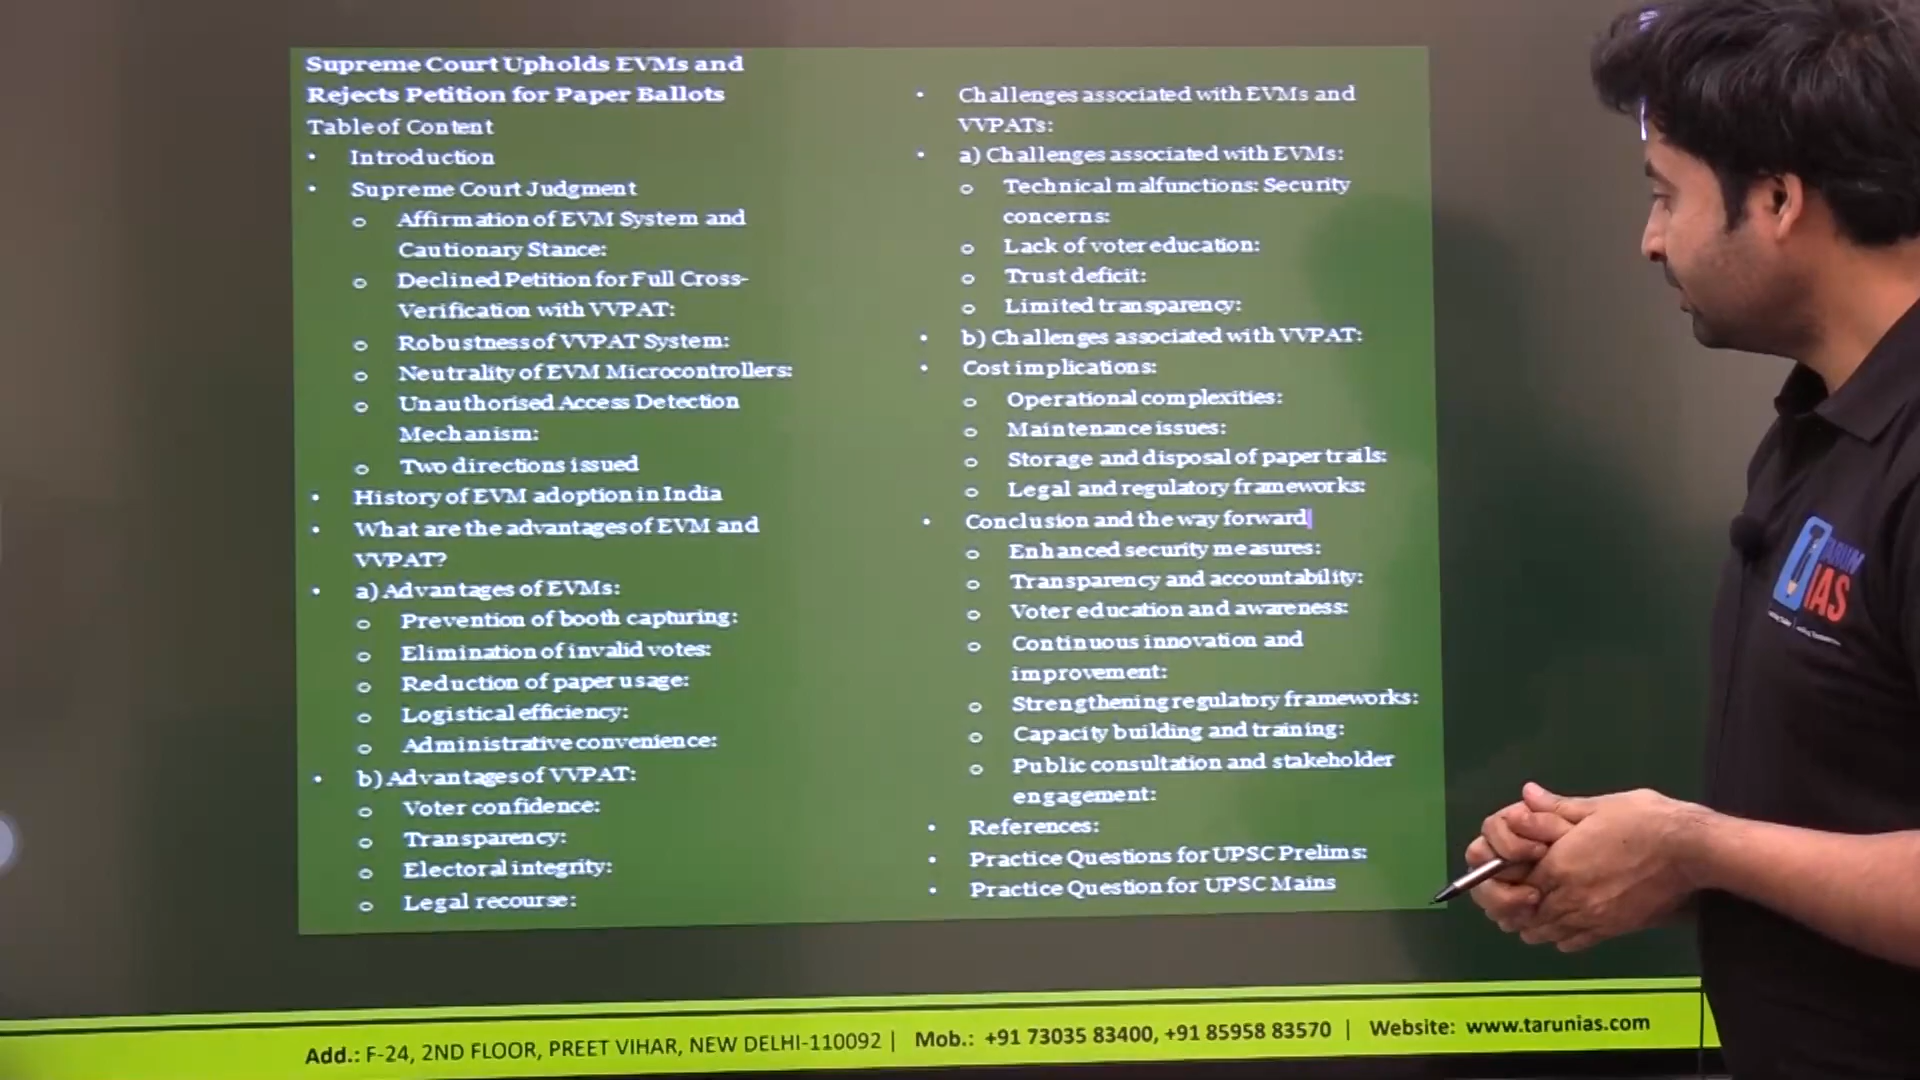 Supreme Court Upholds EVMs and
Rejects Petition for Paper Ballots
Table of Content
• Introduction
• Supreme Court Judgment
o Affirmation of EVM System and
Cautionary Stance:
o Declined Petition for Full Cross-
Verification with VVPAT:
o Robustness of VVPAT System:
o Neutrality of EVM Microcontrollers:
o Unauthorised Access Detection
Mechanism:
o Two directions issued
• History of EVM adoption in India
• What are the advantages of EVM and
VVPAT?
• a) Advantages of EVMs:
o Prevention of booth capturing:
o Elimination of invalid votes:
o Reduction of paper usage:
o Logistical efficiency:
o Administrative convenience:
• b) Advantages of VVPAT:
o Voter confidence:
o Transparency:
o Electoral integrity:
o Legal recourse:
• Challenges associated with EVMs and
VVPATs:
• a) Challenges associated with EVMs:
o Technical malfunctions: Security
concerns:
o Lack of voter education:
o Trust deficit:
o Limited transparency:
• b) Challenges associated with VVPAT:
• Cost implications:
o Operational complexities:
o Maintenance issues:
o Storage and disposal of paper trails:
o Legal and regulatory frameworks:
• Conclusion and the way forward
o Enhanced security measures:
o Transparency and accountability:
o Voter education and awareness:
o Continuous innovation and
improvement:
o Strengthening regulatory frameworks:
o Capacity building and training:
o Public consultation and stakeholder
engagement:
• References:
• Practice Questions for UPSC Prelims:
• Practice Question for UPSC Mains
TARUN
IAS
Add.: F-24, 2ND FLOOR, PREET VIHAR, NEW DELHI-110092 | Mob.: +91 73035 83400, +91 85958 83570 | Website: www.tarunias.com